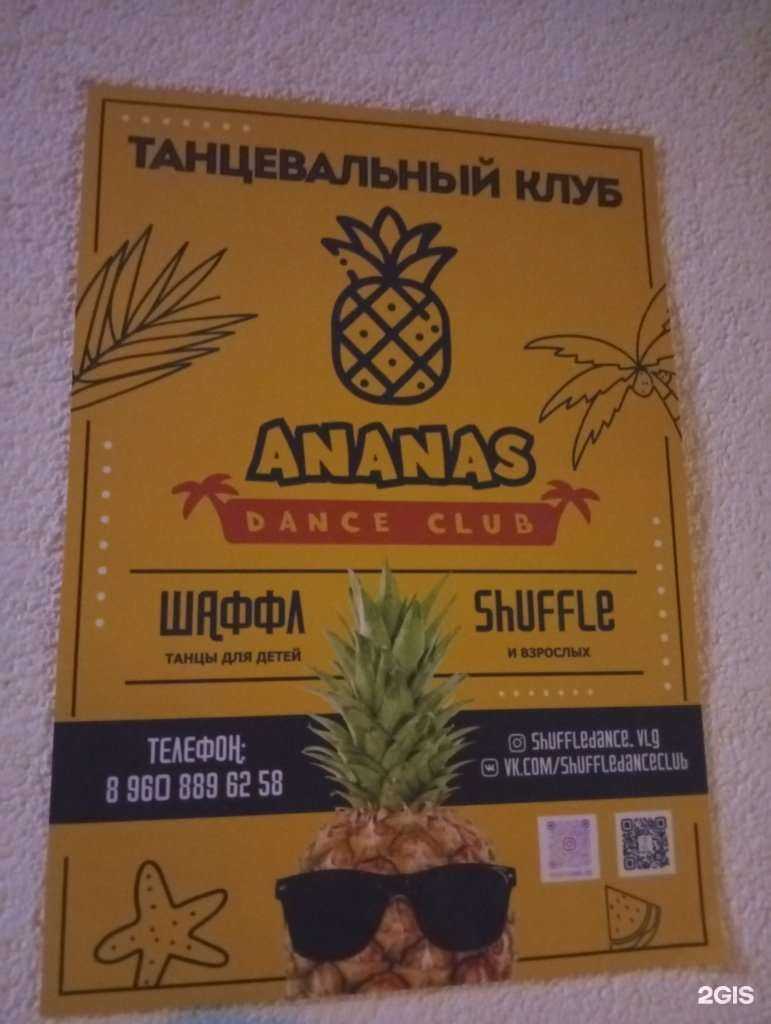 ТАНЦЕВАЛЬНЫЙ КЛУБ
ANANAS
DANCE CLUB
ШАФФЛ
ТАНЦЫ ДЛЯ ДЕТЕЙ
SHUFFLE
И ВЗРОСЛЫХ
ТЕЛЕФОН:
8 960 889 62 58
SHUFFLEDANCE.VLG
VK.COM/SHUFFLEDANCECLUB
2GIS